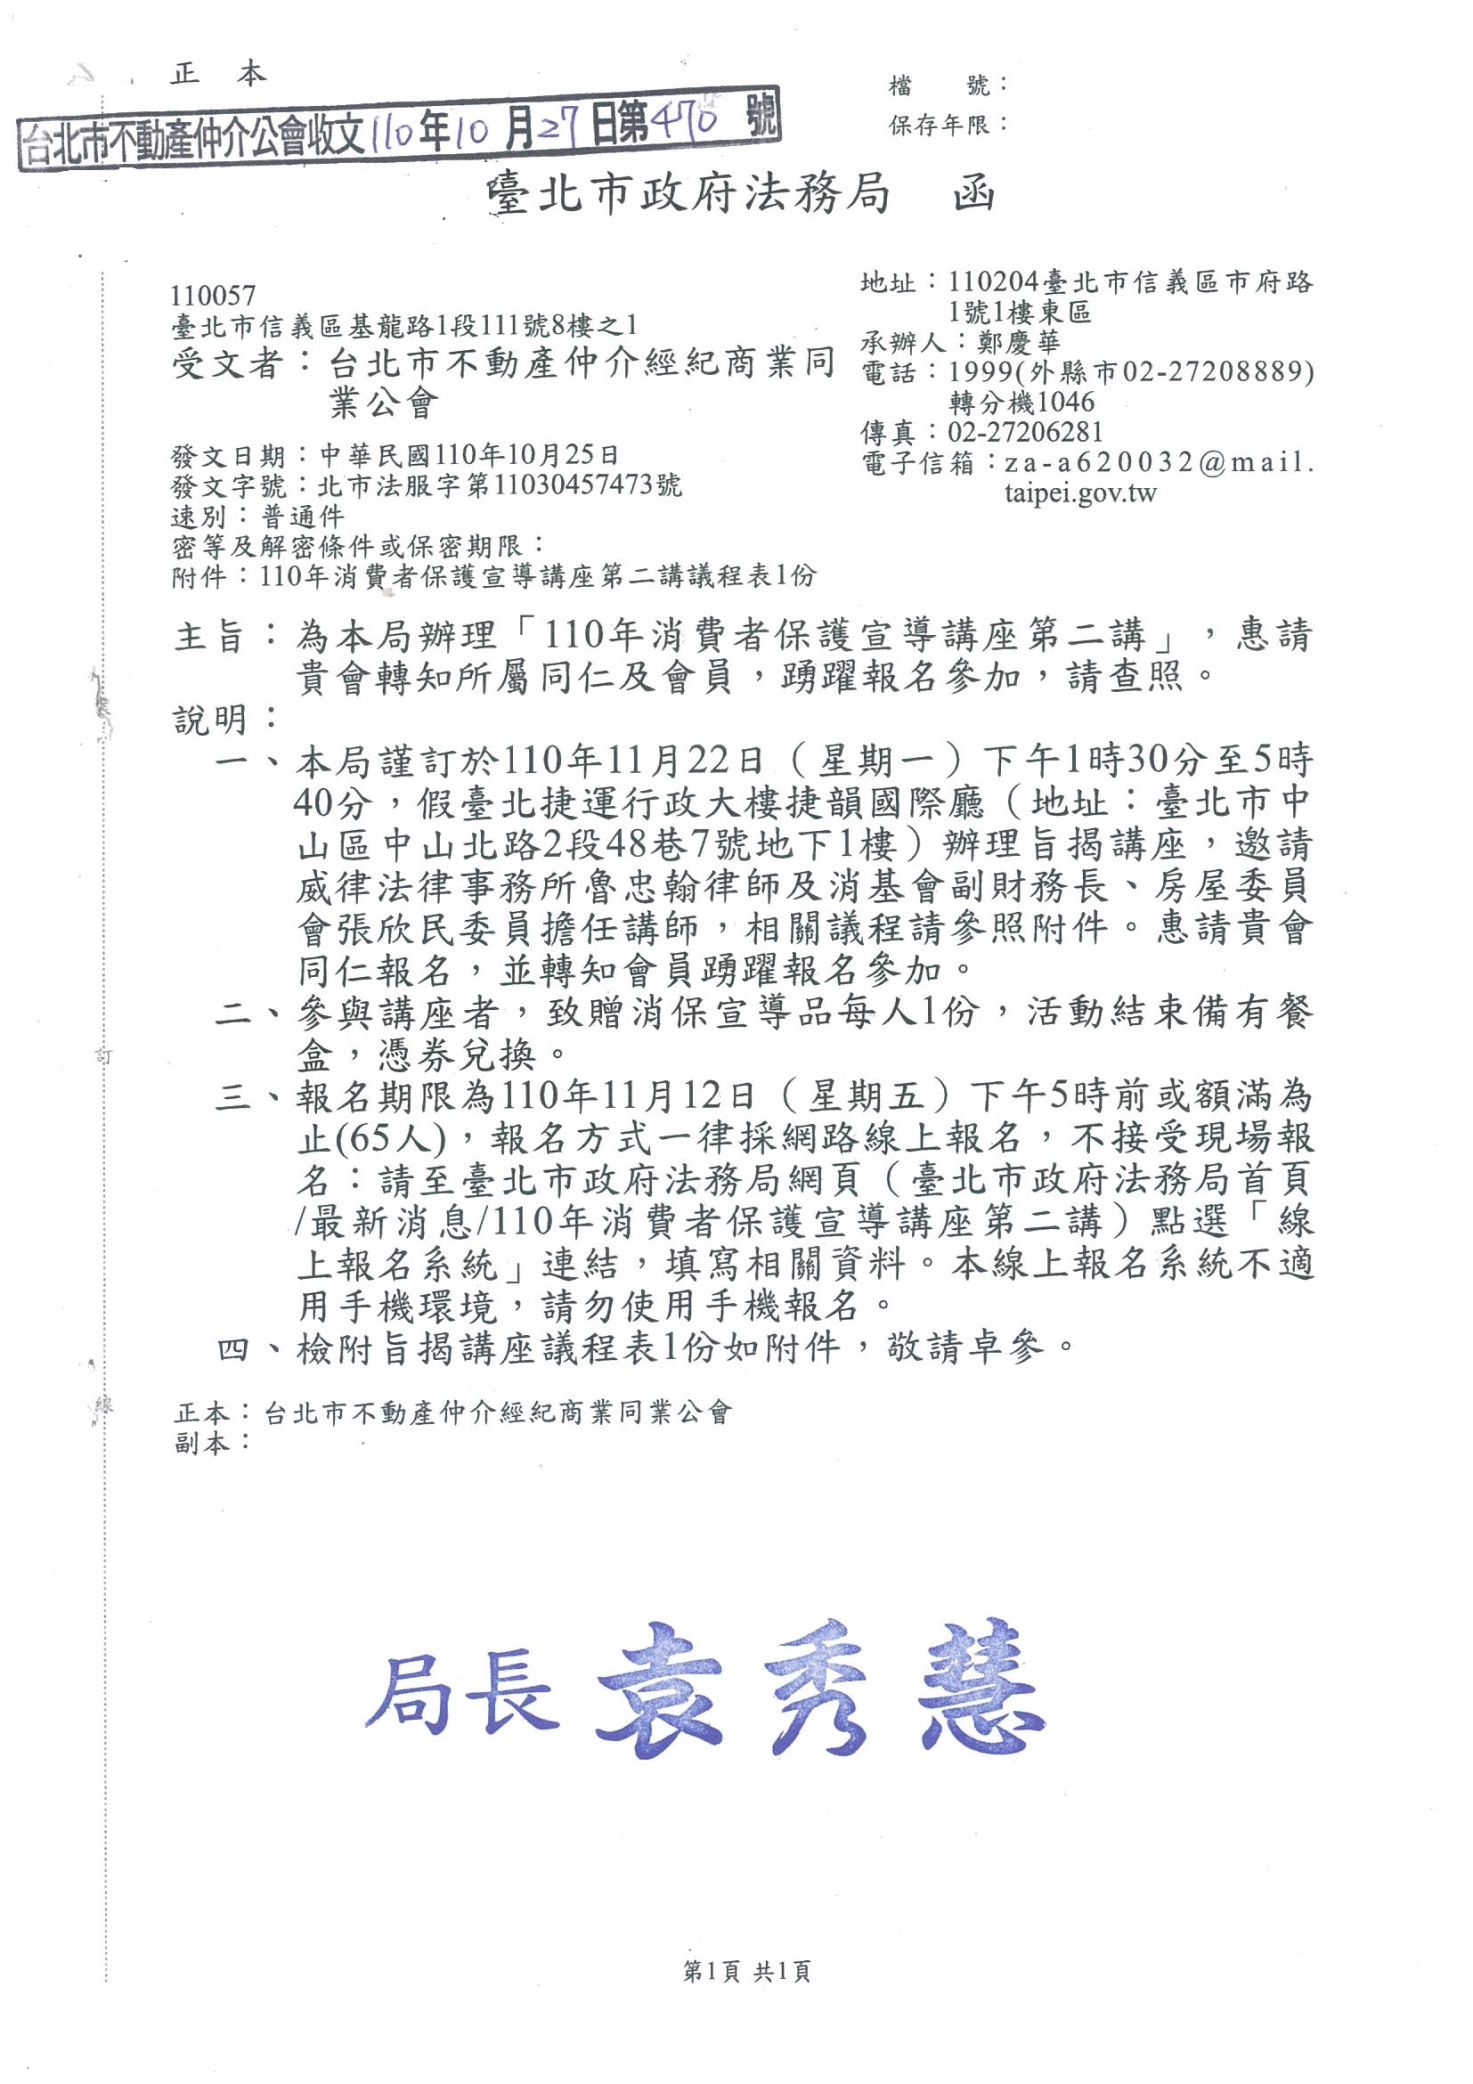 正　本
檔　　號：
保存年限：
台北市不動產仲介公會收文110年10月27日第470號
臺北市政府法務局　函
110057
臺北市信義區基龍路1段111號8樓之1
受文者：台北市不動產仲介經紀商業同
業公會
地址：110204臺北市信義區市府路
1號1樓東區
承辦人：鄭慶華
電話：1999(外縣市02-27208889)
轉分機1046
傳真：02-27206281
電子信箱：za-a620032@mail.
taipei.gov.tw
發文日期：中華民國110年10月25日
發文字號：北市法服字第11030457473號
速別：普通件
密等及解密條件或保密期限：
附件：110年消費者保護宣導講座第二講議程表1份
主旨：為本局辦理「110年消費者保護宣導講座第二講」，惠請
貴會轉知所屬同仁及會員，踴躍報名參加，請查照。
說明：
一、本局謹訂於110年11月22日（星期一）下午1時30分至5時
40分，假臺北捷運行政大樓捷韻國際廳（地址：臺北市中
山區中山北路2段48巷7號地下1樓）辦理旨揭講座，邀請
威律法律事務所魯忠翰律師及消基會副財務長、房屋委員
會張欣民委員擔任講師，相關議程請參照附件。惠請貴會
同仁報名，並轉知會員踴躍報名參加。
二、參與講座者，致贈消保宣導品每人1份，活動結束備有餐
盒，憑券兌換。
三、報名期限為110年11月12日（星期五）下午5時前或額滿為
止(65人)，報名方式一律採網路線上報名，不接受現場報
名：請至臺北市政府法務局網頁（臺北市政府法務局首頁
/最新消息/110年消費者保護宣導講座第二講）點選「線
上報名系統」連結，填寫相關資料。本線上報名系統不適
用手機環境，請勿使用手機報名。
四、檢附旨揭講座議程表1份如附件，敬請卓參。
正本：台北市不動產仲介經紀商業同業公會
副本：
裝
訂
線
局長 袁秀慧
第1頁 共1頁